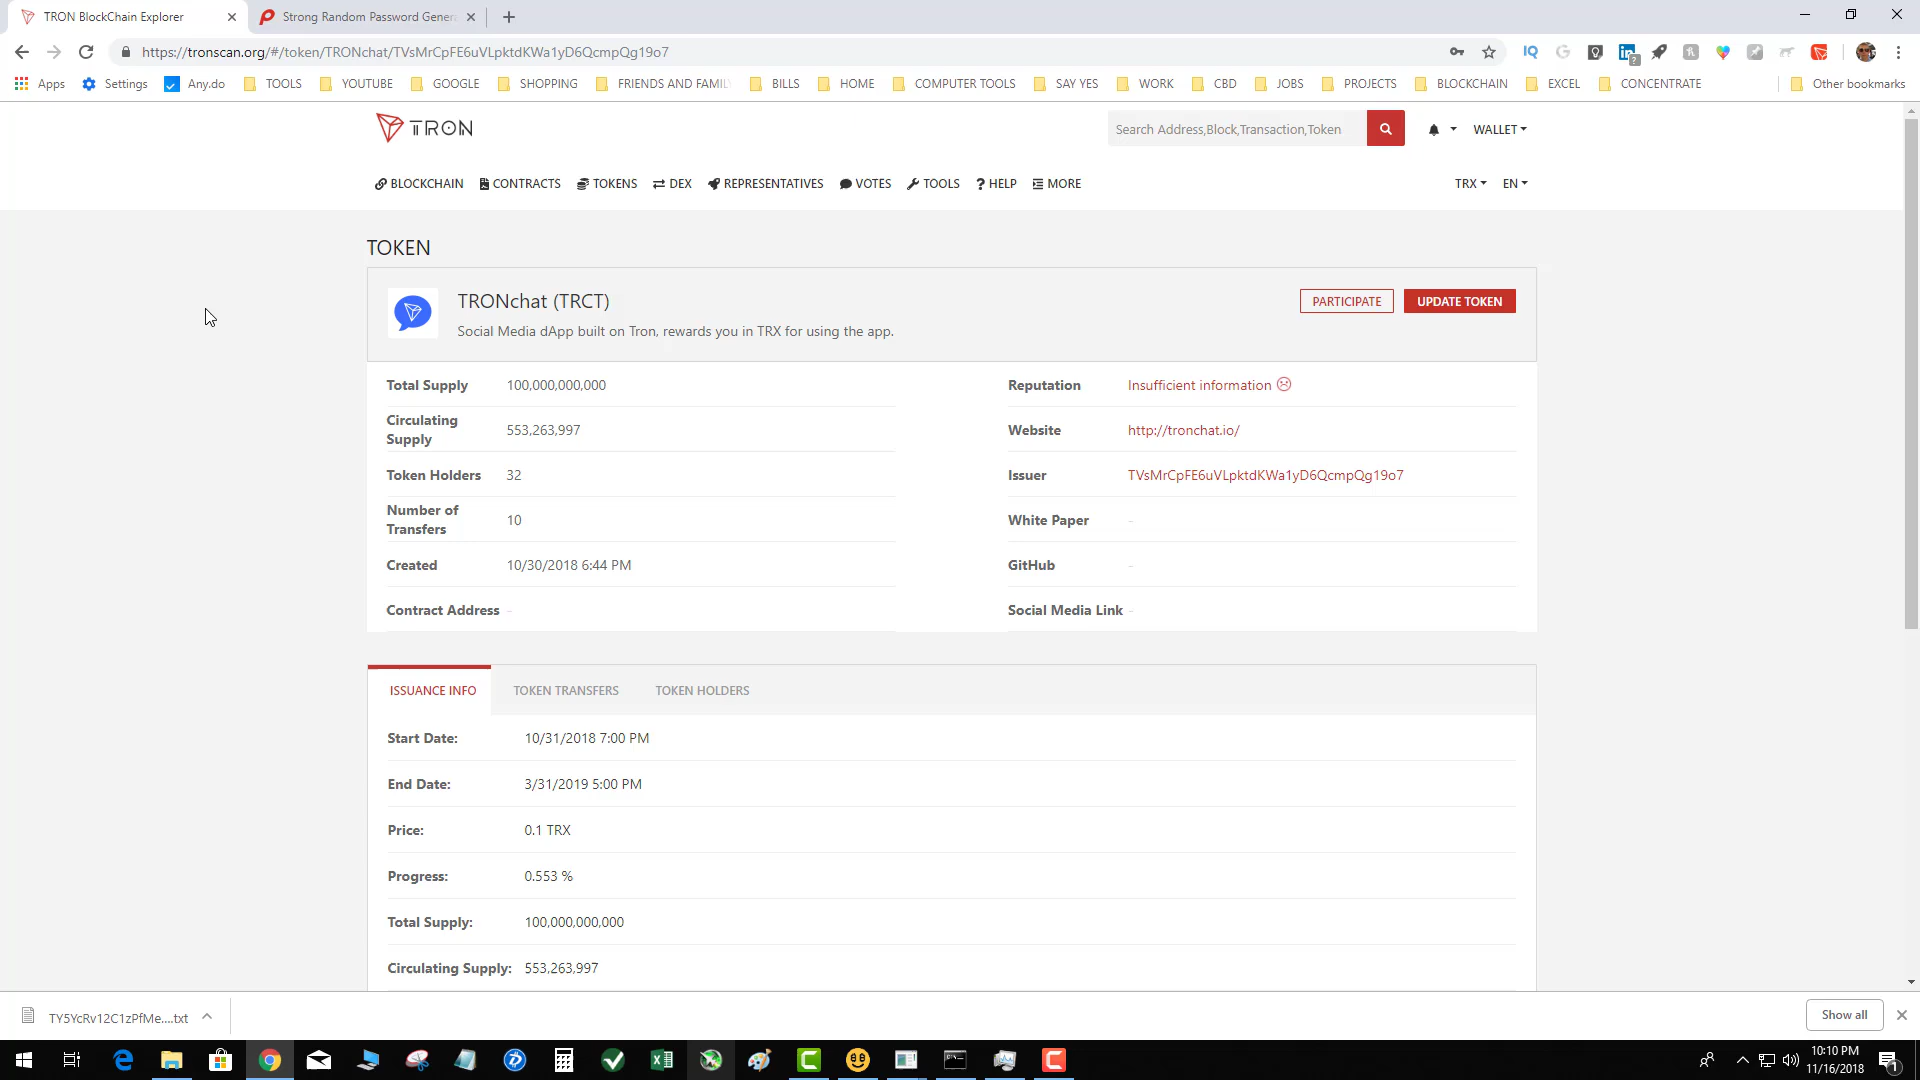 TRON BlockChain Explorer
Strong Random Password Gener
https://tronscan.org/#/token/TRONchat/TVsMrCpFE6uVLpktdKWa1yD6QcmpQg19o7
Apps Settings Any.do TOOLS YOUTUBE GOOGLE SHOPPING FRIENDS AND FAMIL BILLS HOME COMPUTER TOOLS SAY YES WORK CBD JOBS PROJECTS BLOCKCHAIN EXCEL CONCENTRATE Other bookmarks
TRON
Search Address,Block,Transaction,Token
WALLET
BLOCKCHAIN CONTRACTS TOKENS DEX REPRESENTATIVES VOTES TOOLS HELP MORE TRX EN
TOKEN
TRONchat (TRCT)
Social Media dApp built on Tron, rewards you in TRX for using the app.
PARTICIPATE UPDATE TOKEN
Total Supply 100,000,000,000
Circulating Supply 553,263,997
Token Holders 32
Number of Transfers 10
Created 10/30/2018 6:44 PM
Contract Address -
Reputation Insufficient information
Website http://tronchat.io/
Issuer TVsMrCpFE6uVLpktdKWa1yD6QcmpQg19o7
White Paper -
GitHub -
Social Media Link -
ISSUANCE INFO TOKEN TRANSFERS TOKEN HOLDERS
Start Date: 10/31/2018 7:00 PM
End Date: 3/31/2019 5:00 PM
Price: 0.1 TRX
Progress: 0.553 %
Total Supply: 100,000,000,000
Circulating Supply: 553,263,997
TY5YcRv12C1zPfMe....txt
Show all
10:10 PM
11/16/2018
1